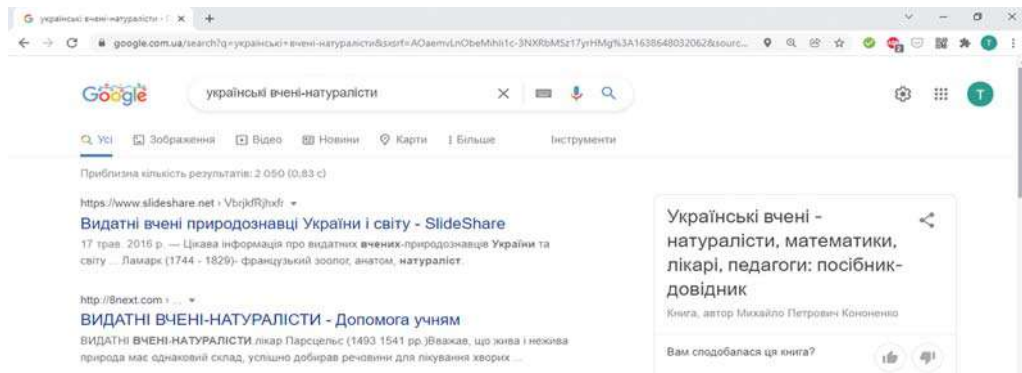 українські вчені-натуралісти - G
google.com.ua/search?q=українські+вчені-натуралісти
Google
українські вчені-натуралісти
T
Усі Зображення Відео Новини Карти Більше Інструменти
Приблизна кількість результатів: 2 050 (0,83 с)
https://www.slideshare.net › VbrjkfRjhxfr
Видатні вчені природознавці України і світу - SlideShare
17 трав. 2016 р. — Цікава інформація про видатних вчених-природознавців України та
світу ... Ламарк (1744 - 1829)- французький зоолог, анатом, натураліст.
http://8next.com › ...
ВИДАТНІ ВЧЕНІ-НАТУРАЛІСТИ - Допомога учням
ВИДАТНІ ВЧЕНІ-НАТУРАЛІСТИ лікар Парсцельс (1493 1541 рр.)Вважав, що жива і нежива
природа має однаковий склад, успішно добирав речовини для лікування хворих ...
Українські вчені -
натуралісти, математики,
лікарі, педагоги: посібник-
довідник
Книга, автор Михайло Петрович Кононенко
Вам сподобалася ця книга?